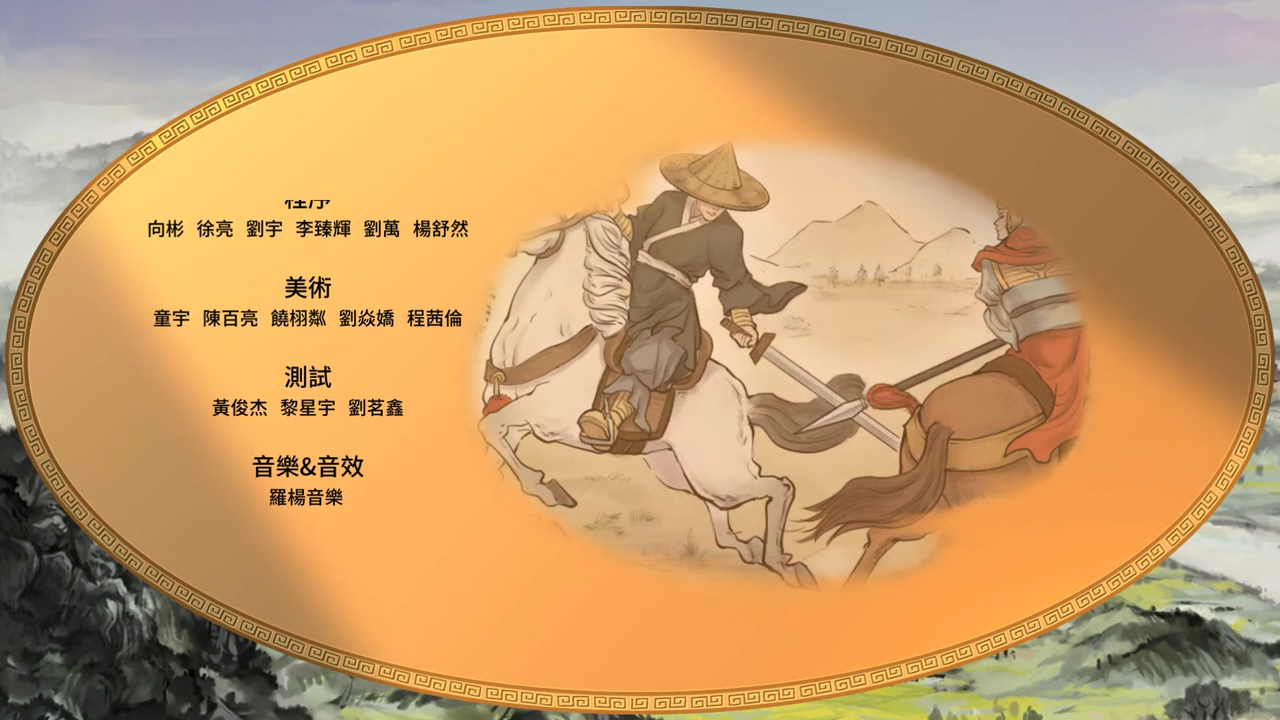 程序
向彬 徐亮 劉宇 李臻輝 劉萬 楊舒然
美術
童宇 陳百亮 饒栩粼 劉焱嬌 程茜倫
測試
黃俊杰 黎星宇 劉茗鑫
音樂&音效
羅楊音樂